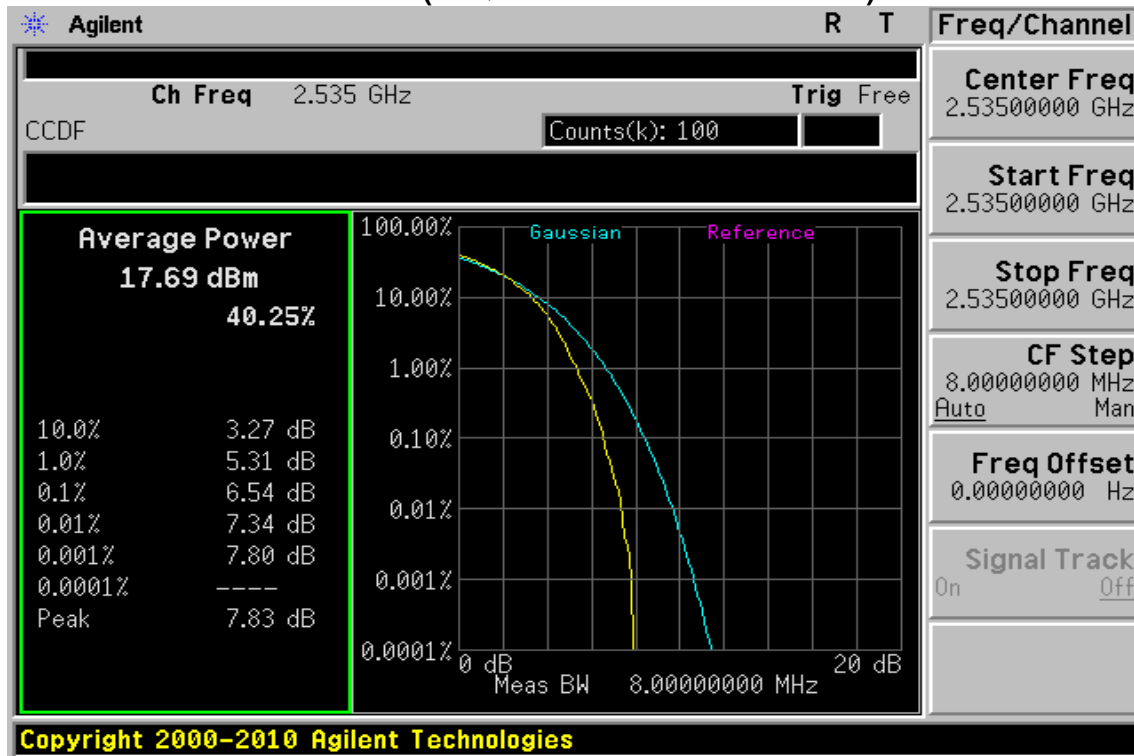 Agilent R T
Ch Freq 2.535 GHz Trig Free
CCDF Counts(k): 100
Average Power
17.69 dBm
40.25%
10.0% 3.27 dB
1.0% 5.31 dB
0.1% 6.54 dB
0.01% 7.34 dB
0.001% 7.80 dB
0.0001% ----
Peak 7.83 dB
100.00%
Gaussian Reference
10.00%
1.00%
0.10%
0.01%
0.001%
0.0001%
0 dB 20 dB
Meas BW 8.00000000 MHz
Freq/Channel
Center Freq
2.53500000 GHz
Start Freq
2.53500000 GHz
Stop Freq
2.53500000 GHz
CF Step
8.00000000 MHz
Auto Man
Freq Offset
0.00000000 Hz
Signal Track
On Off
Copyright 2000-2010 Agilent Technologies